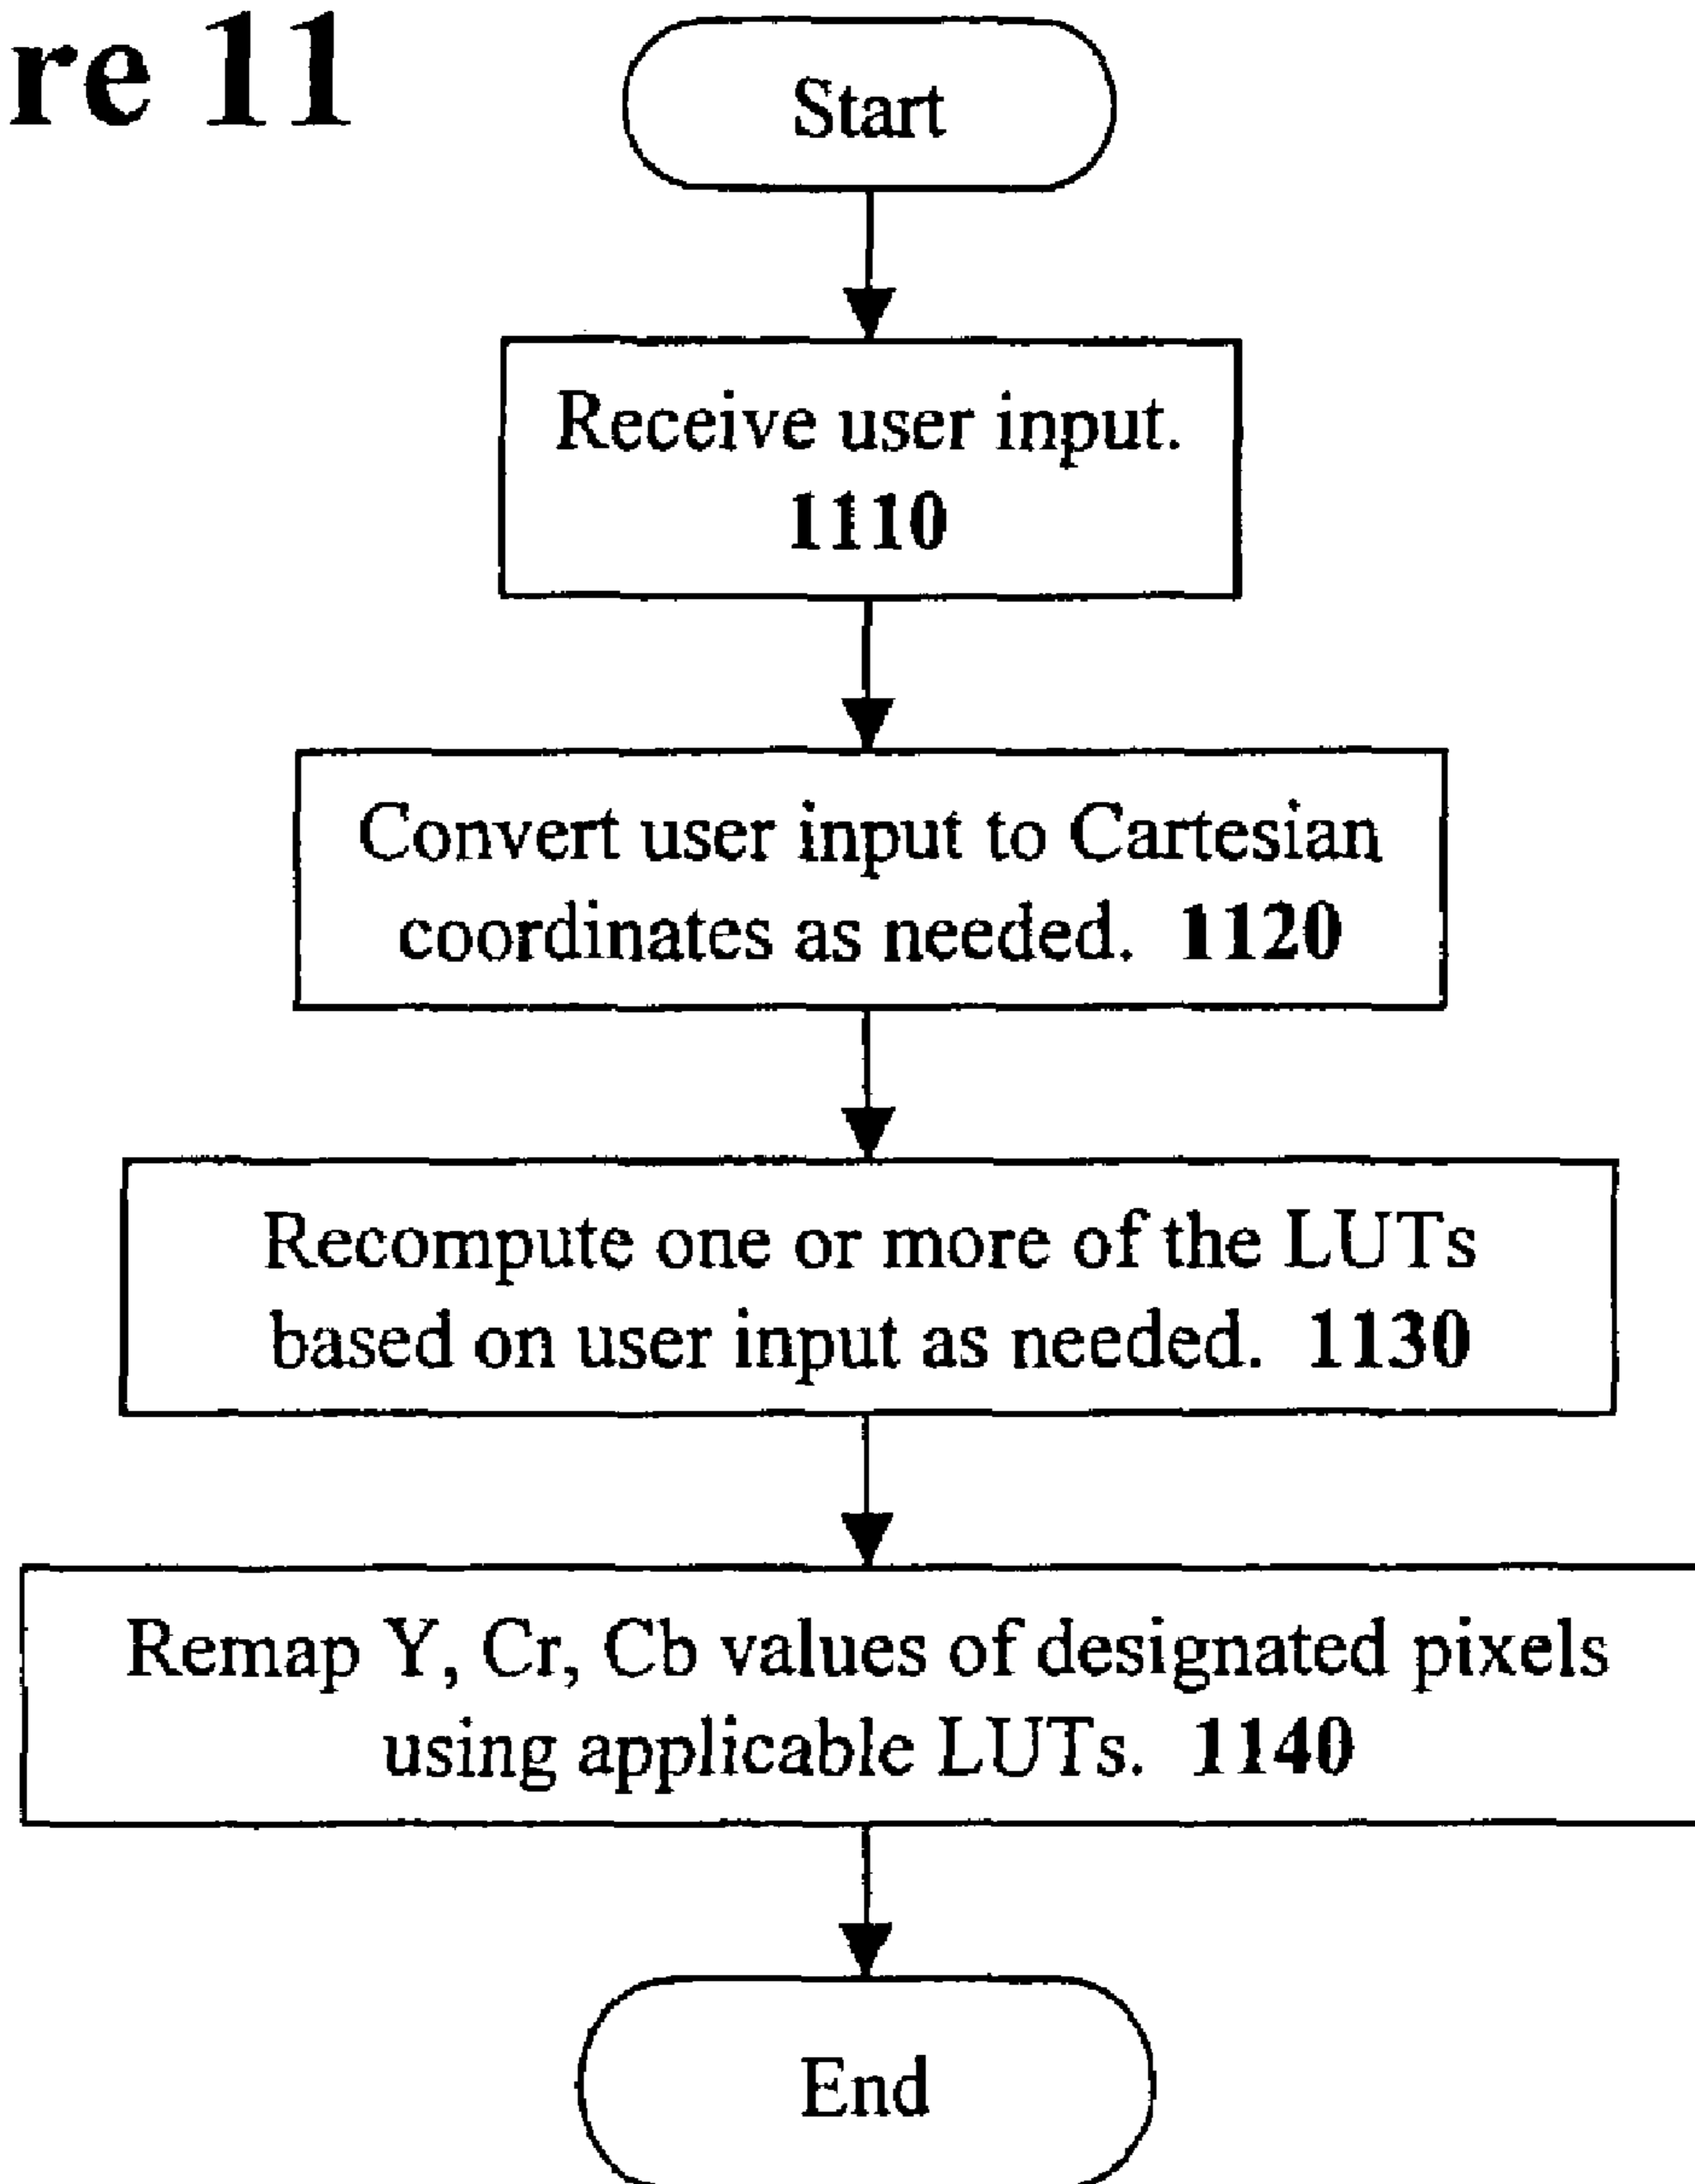 re 11
Start
Receive user input.
1110
Convert user input to Cartesian
coordinates as needed. 1120
Recompute one or more of the LUTs
based on user input as needed. 1130
Remap Y, Cr, Cb values of designated pixels
using applicable LUTs. 1140
End